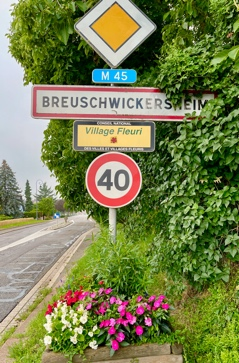 M 45
BREUSCHWICKERSHEIM
CONSEIL NATIONAL
Village Fleuri
DES VILLES ET VILLAGES FLEURIS
40